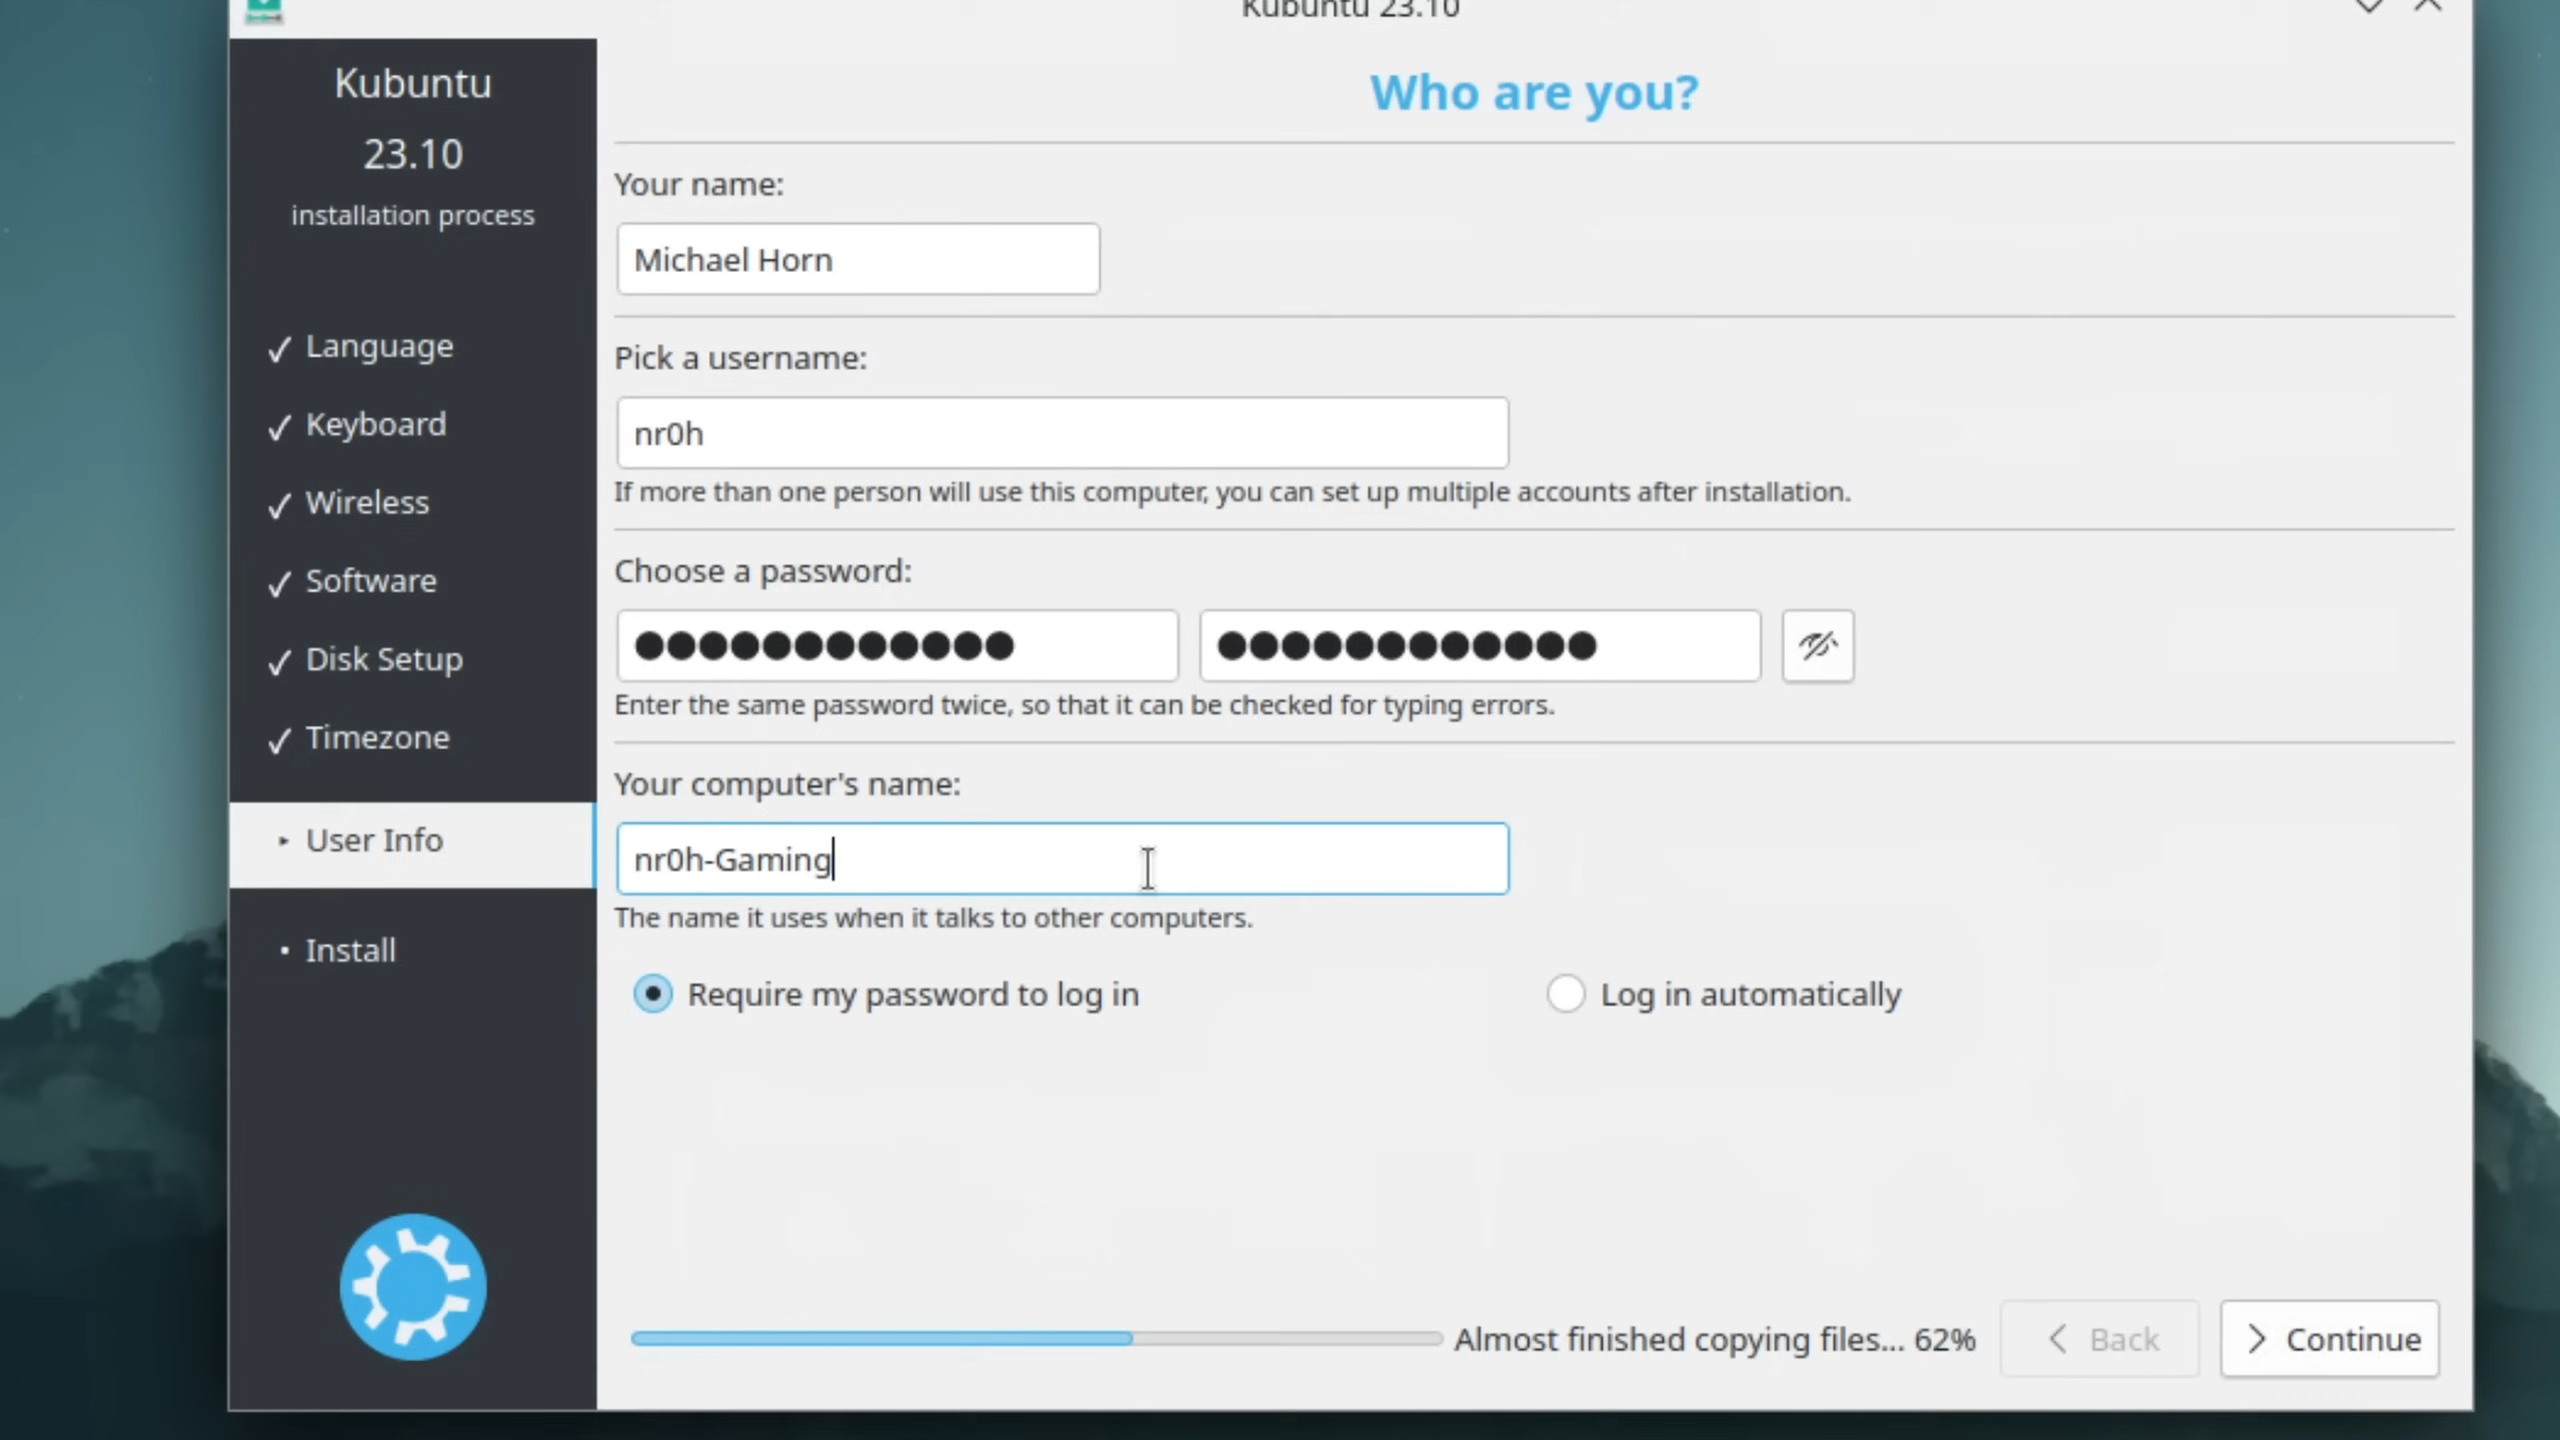 Kubuntu 23.10
Kubuntu
23.10
installation process
✓ Language
✓ Keyboard
✓ Wireless
✓ Software
✓ Disk Setup
✓ Timezone
‣ User Info
• Install
Who are you?
Your name:
Michael Horn
Pick a username:
nr0h
If more than one person will use this computer, you can set up multiple accounts after installation.
Choose a password:
●●●●●●●●●●●● ●●●●●●●●●●●●
Enter the same password twice, so that it can be checked for typing errors.
Your computer's name:
nr0h-Gaming
The name it uses when it talks to other computers.
Require my password to log in Log in automatically
Almost finished copying files... 62% Back Continue